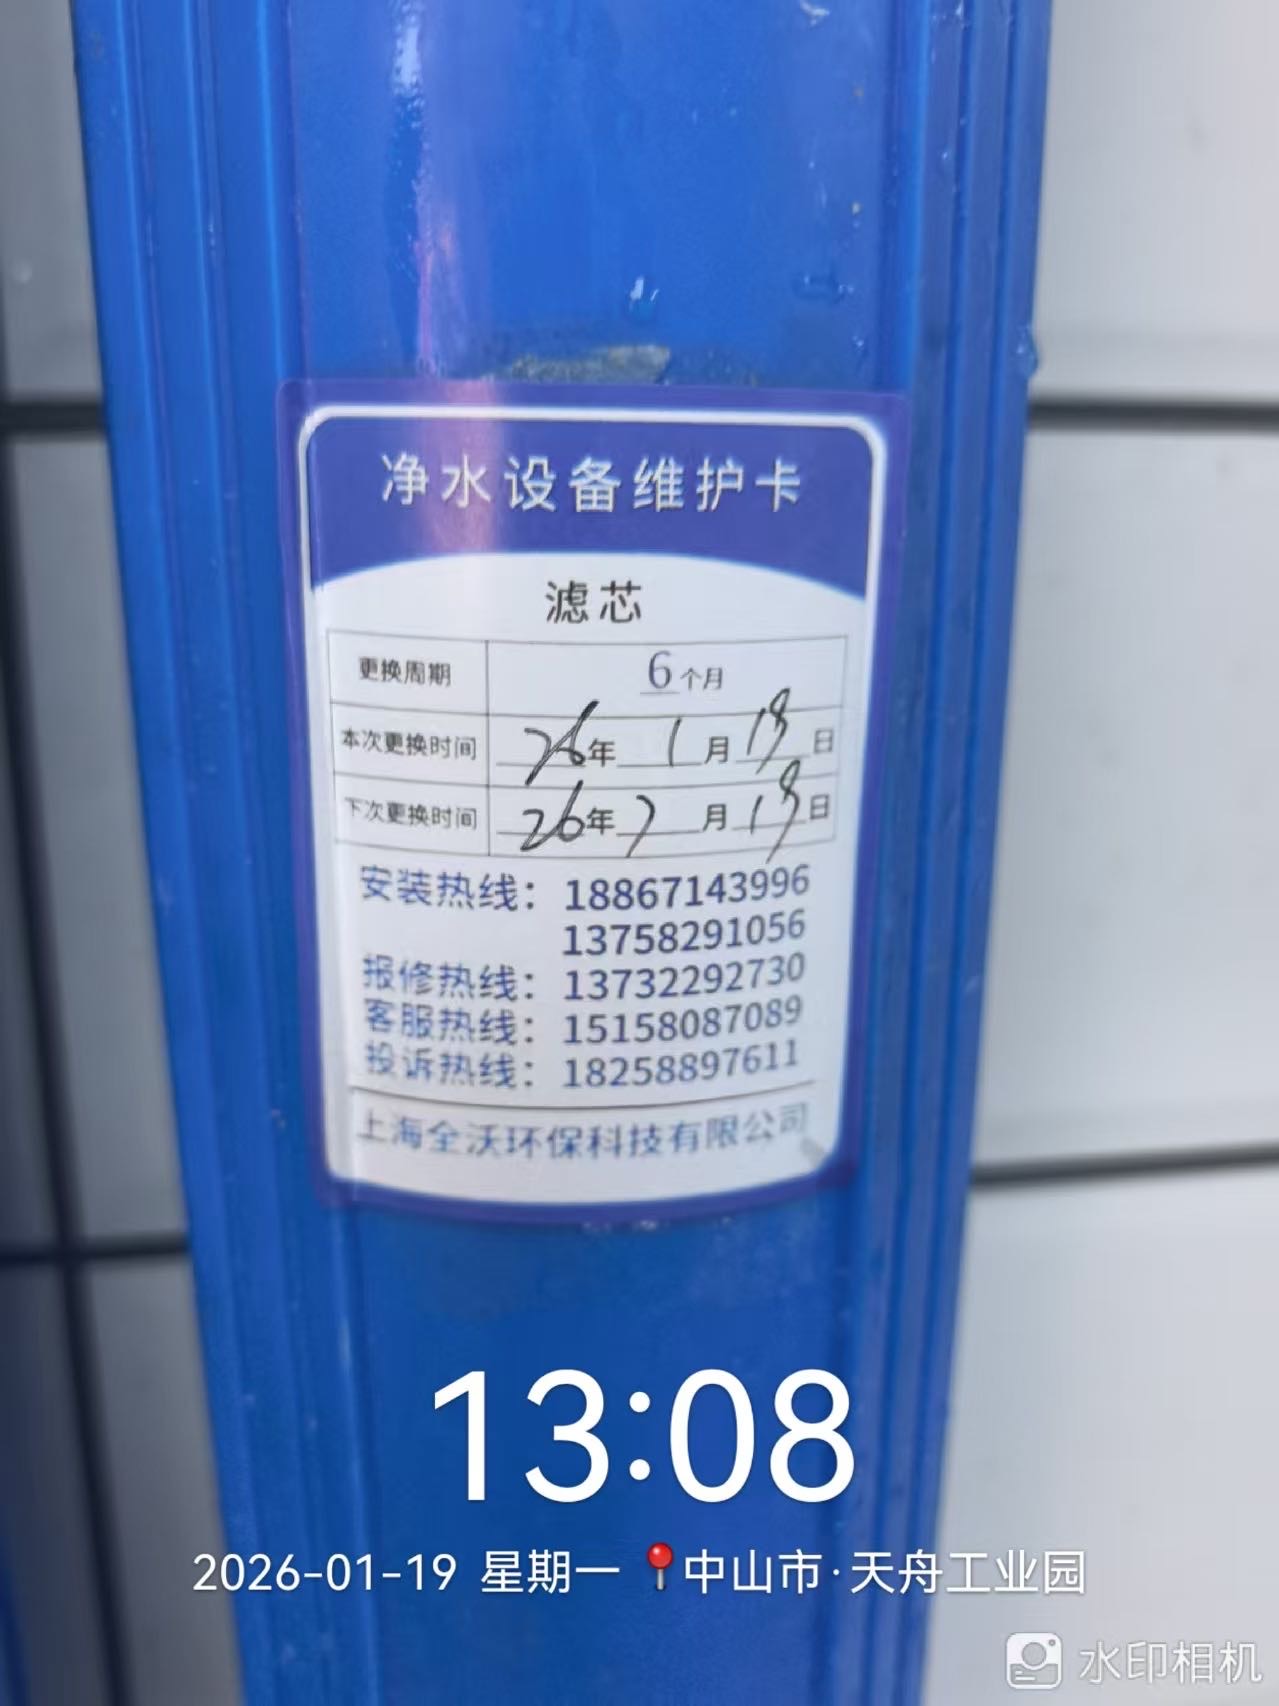 净水设备维护卡
滤芯
更换周期 6个月
本次更换时间 26年1月19日
下次更换时间 26年7月19日
安装热线：18867143996
13758291056
报修热线：13732292730
客服热线：15158087089
投诉热线：18258897611
上海全沃环保科技有限公司
13:08
2026-01-19 星期一 中山市·天舟工业园
水印相机